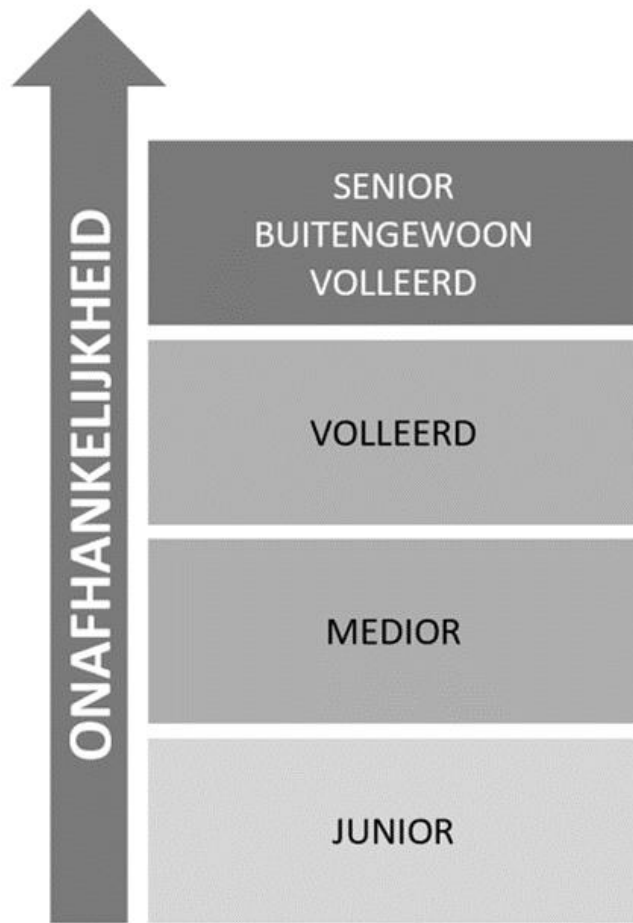 ONAFHANKELIJKHEID
SENIOR
BUITENGEWOON
VOLLEERD
VOLLEERD
MEDIOR
JUNIOR